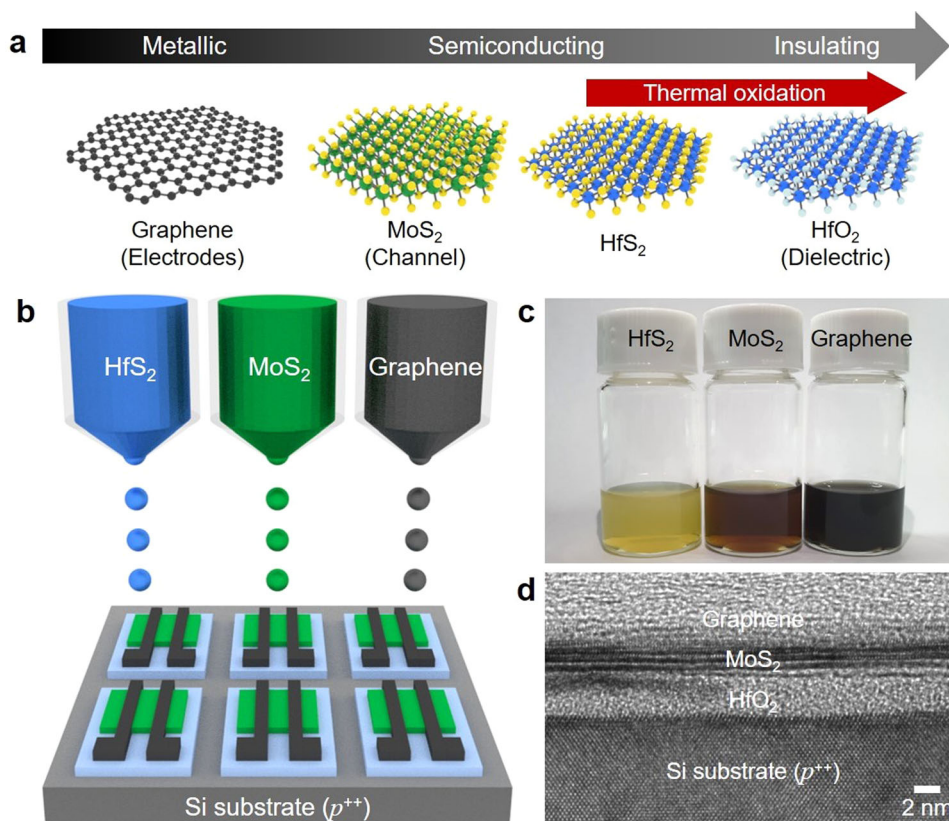 a
Metallic Semiconducting Insulating
Thermal oxidation
Graphene
(Electrodes)
MoS₂
(Channel)
HfS₂
HfO₂
(Dielectric)
b
HfS₂ MoS₂ Graphene
Si substrate (p⁺⁺)
c
HfS₂ MoS₂ Graphene
d
Graphene
MoS₂
HfO₂
Si substrate (p⁺⁺)
2 nm